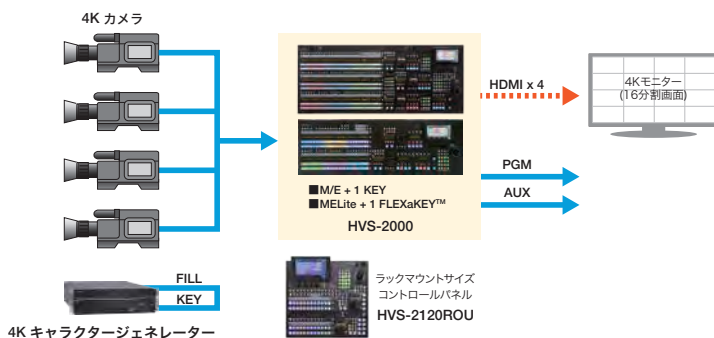 4K カメラ
HDMI x 4
4Kモニター
(16分割画面)
PGM
AUX
■M/E + 1 KEY
■MELite + 1 FLEXaKEY™
HVS-2000
FILL
KEY
4K キャラクタージェネレーター
ラックマウントサイズ
コントロールパネル
HVS-2120ROU